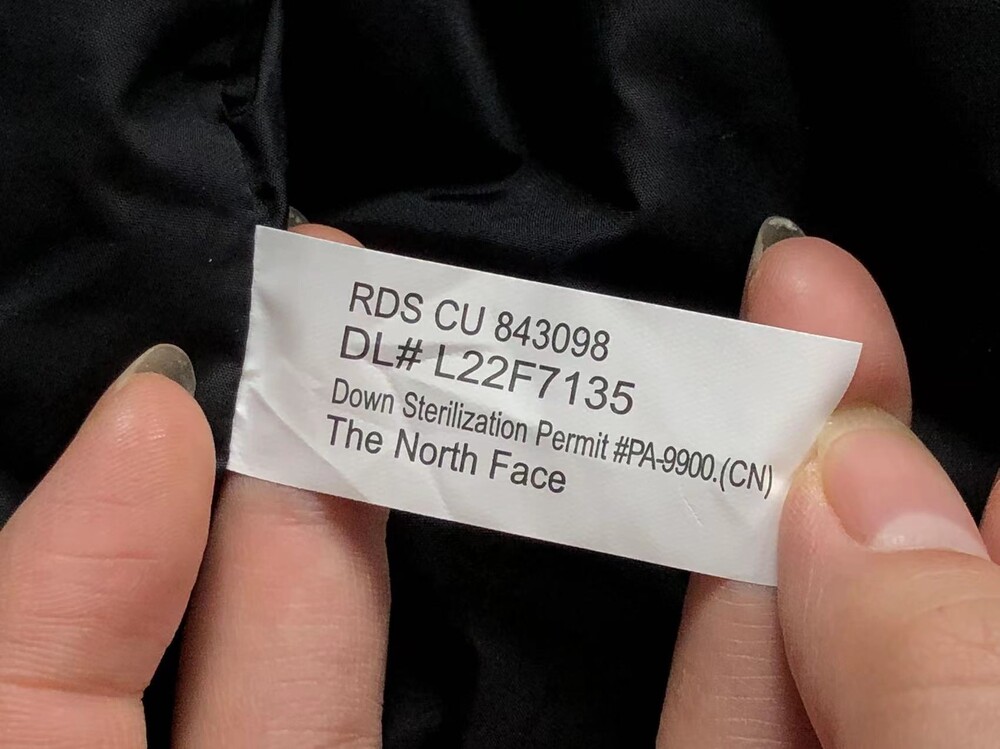 RDS CU 843098
DL# L22F7135
Down Sterilization Permit #PA-9900.(CN)
The North Face